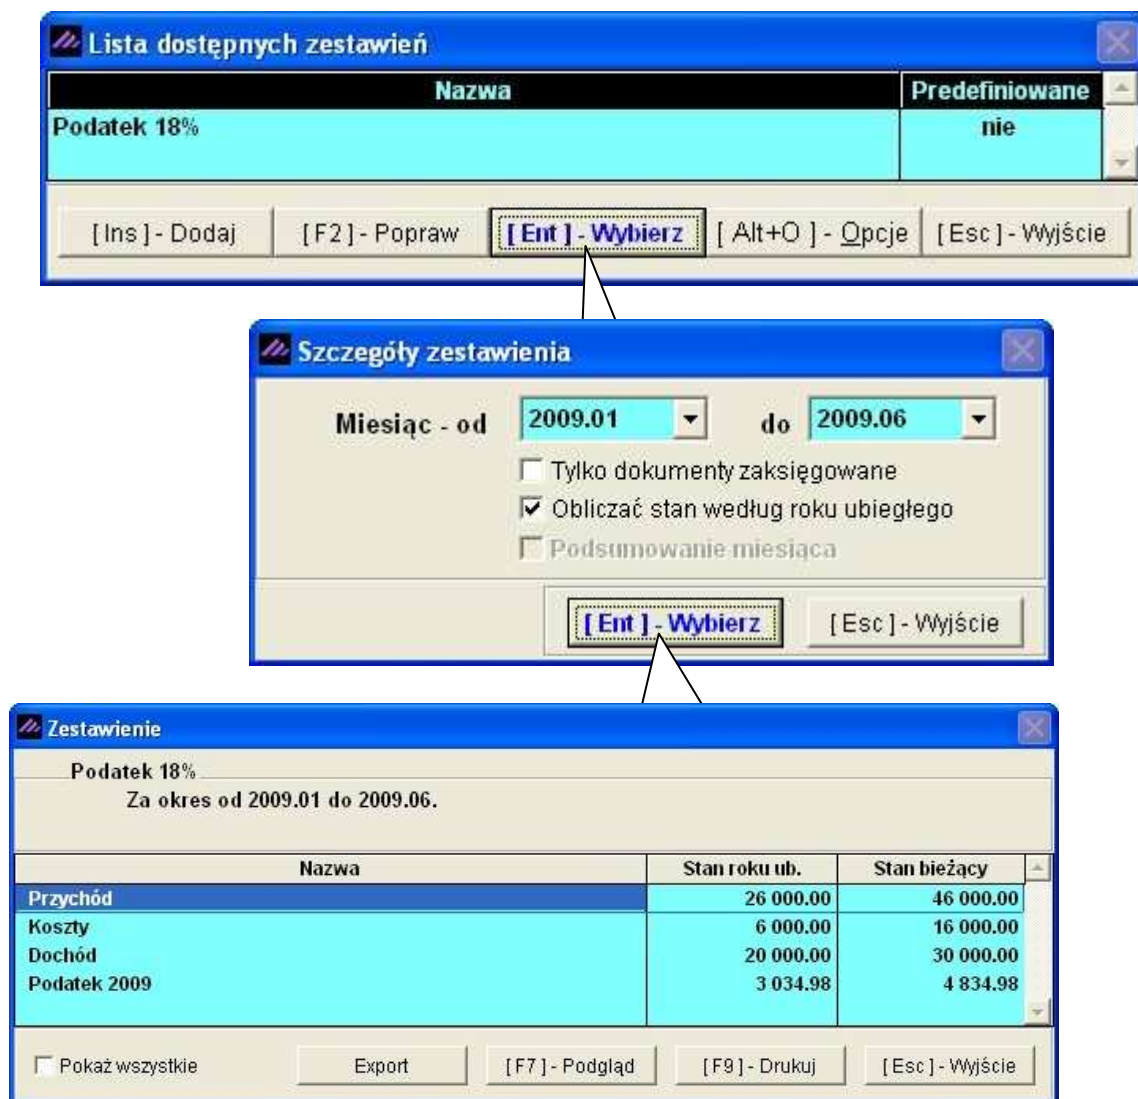 Lista dostępnych zestawień
Nazwa Predefiniowane
Podatek 18% nie
[ Ins ] - Dodaj [ F2 ] - Popraw [ Ent ] - Wybierz [ Alt+O ] - Opcje [ Esc ] - Wyjście
Szczegóły zestawienia
Miesiąc - od 2009.01 do 2009.06
Tylko dokumenty zaksięgowane
Obliczać stan według roku ubiegłego
Podsumowanie miesiąca
[ Ent ] - Wybierz [ Esc ] - Wyjście
Zestawienie
Podatek 18%
Za okres od 2009.01 do 2009.06.
Nazwa Stan roku ub. Stan bieżący
Przychód 26 000.00 46 000.00
Koszty 6 000.00 16 000.00
Dochód 20 000.00 30 000.00
Podatek 2009 3 034.98 4 834.98
Pokaż wszystkie Export [ F7 ] - Podgląd [ F9 ] - Drukuj [ Esc ] - Wyjście